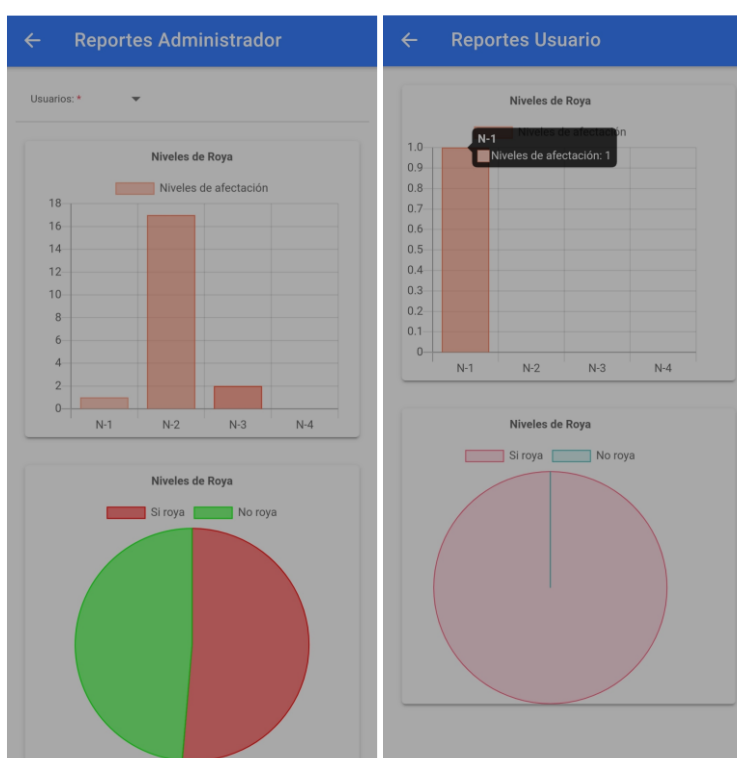 Reportes Administrador
Usuarios: *
Niveles de Roya
Niveles de afectación
18
16
14
12
10
8
6
4
2
0
N-1 N-2 N-3 N-4
Niveles de Roya
Si roya No roya
Reportes Usuario
Niveles de Roya
Niveles de afectación
N-1
Niveles de afectación: 1
1.0
0.9
0.8
0.7
0.6
0.5
0.4
0.3
0.2
0.1
0
N-1 N-2 N-3 N-4
Niveles de Roya
Si roya No roya